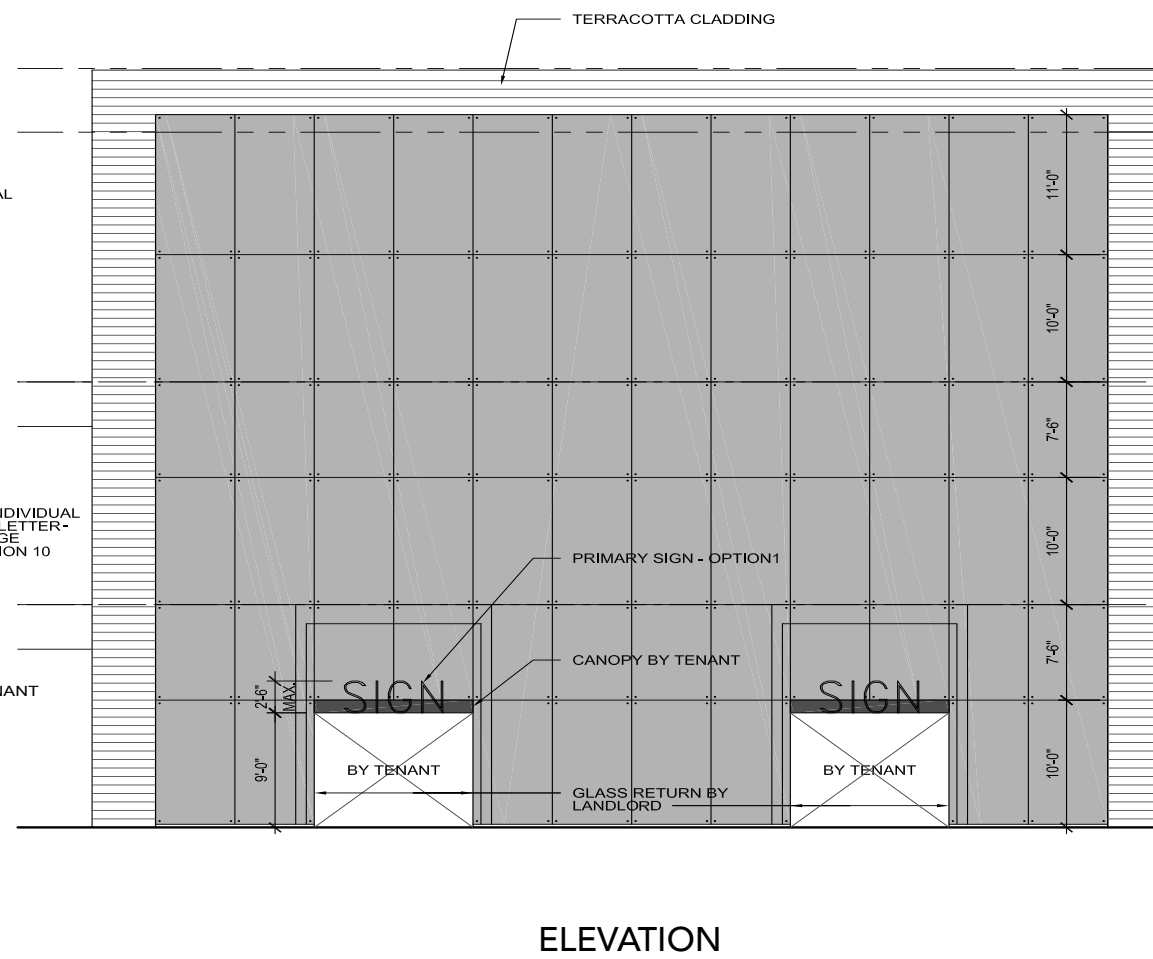 TERRACOTTA CLADDING
AL
11'-0"
10'-0"
7'-6"
NDIVIDUAL
LETTER-
GE
ION 10
10'-0"
PRIMARY SIGN - OPTION1
7'-6"
CANOPY BY TENANT
NANT
2'-6"
MAX.
SIGN
SIGN
9'-0"
BY TENANT
BY TENANT
10'-0"
GLASS RETURN BY
LANDLORD
ELEVATION